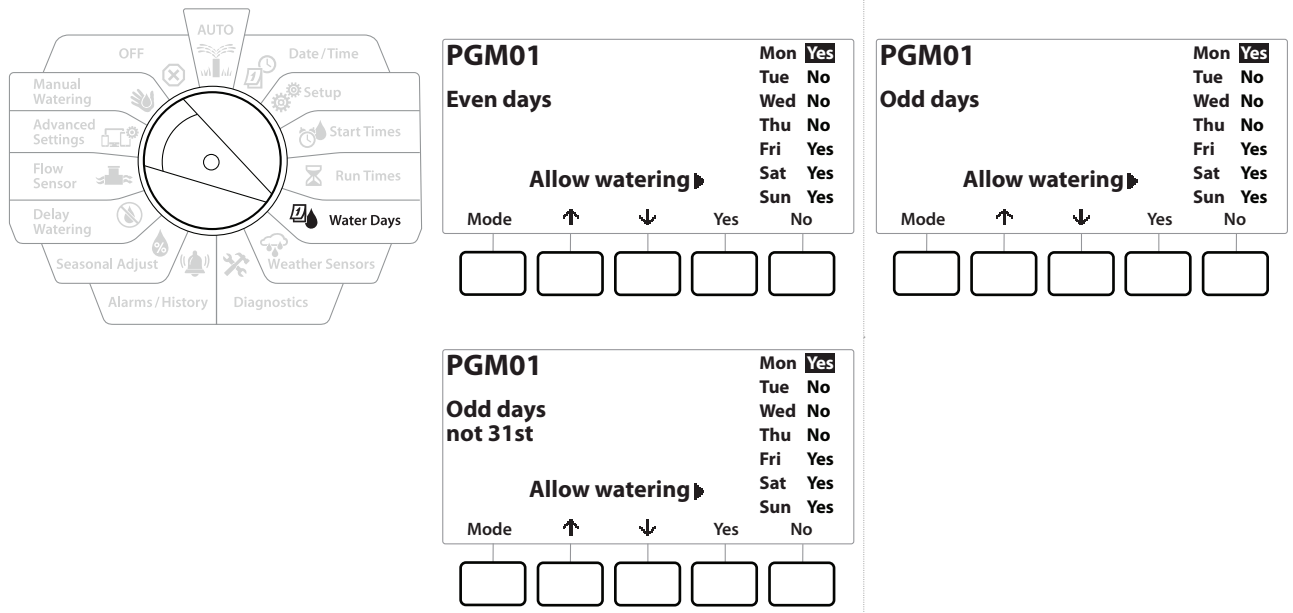 AUTO
OFF
Date/Time
Manual
Watering
Setup
Advanced
Settings
Start Times
Flow
Sensor
Run Times
Delay
Watering
Water Days
Seasonal Adjust
Weather Sensors
Alarms/History
Diagnostics
PGM01
Even days
Allow watering
Mon Yes
Tue No
Wed No
Thu No
Fri Yes
Sat Yes
Sun Yes
Mode ↑ ↓ Yes No
PGM01
Odd days
Allow watering
Mon Yes
Tue No
Wed No
Thu No
Fri Yes
Sat Yes
Sun Yes
Mode ↑ ↓ Yes No
PGM01
Odd days
not 31st
Allow watering
Mon Yes
Tue No
Wed No
Thu No
Fri Yes
Sat Yes
Sun Yes
Mode ↑ ↓ Yes No